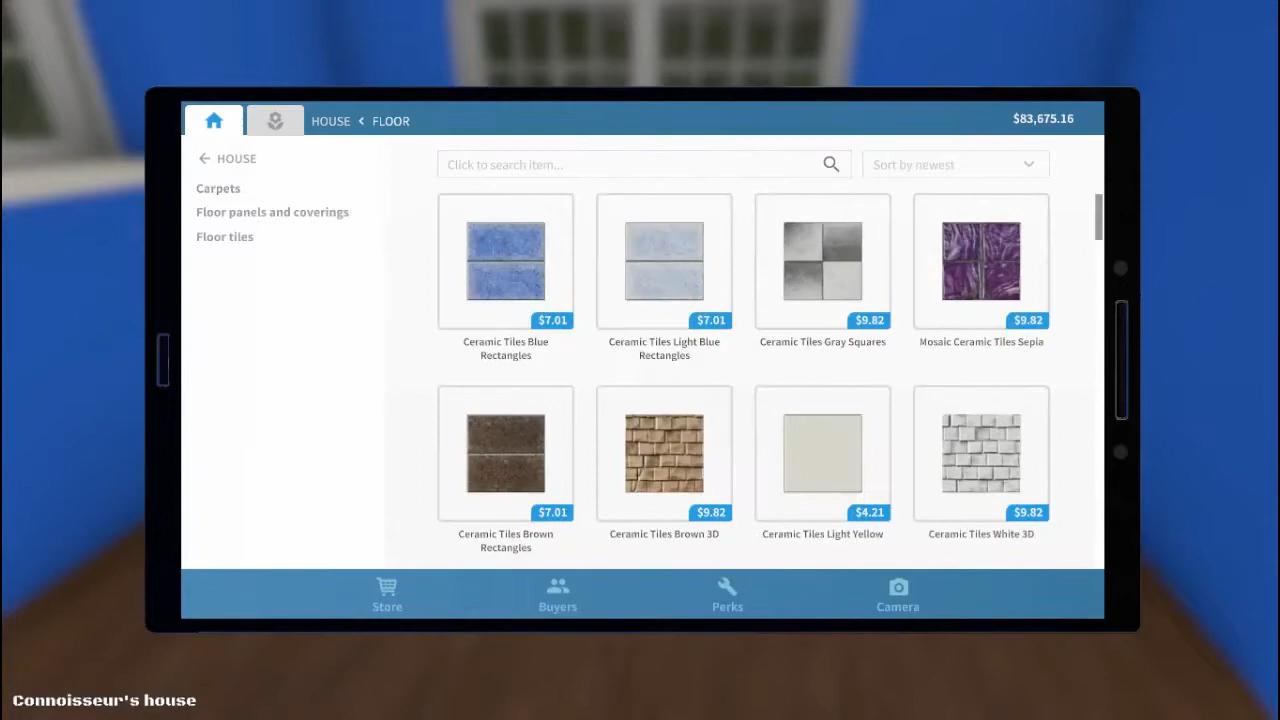 HOUSE < FLOOR
$83,675.16
← HOUSE
Carpets
Floor panels and coverings
Floor tiles
Click to search item...
Sort by newest
$7.01
$7.01
$9.82
$9.82
Ceramic Tiles Blue
Rectangles
Ceramic Tiles Light Blue
Rectangles
Ceramic Tiles Gray Squares
Mosaic Ceramic Tiles Sepia
$7.01
$9.82
$4.21
$9.82
Ceramic Tiles Brown
Rectangles
Ceramic Tiles Brown 3D
Ceramic Tiles Light Yellow
Ceramic Tiles White 3D
Store
Buyers
Perks
Camera
Connoisseur's house